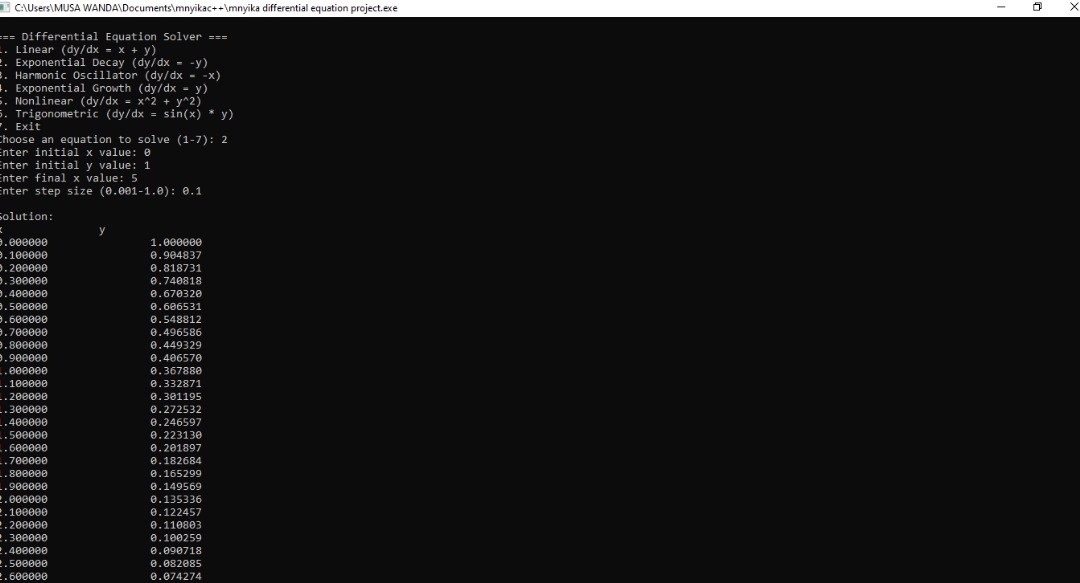 C:\Users\MUSA WANDA\Documents\mnyikac++\mnyika differential equation project.exe
=== Differential Equation Solver ===
1. Linear (dy/dx = x + y)
2. Exponential Decay (dy/dx = -y)
3. Harmonic Oscillator (dy/dx = -x)
4. Exponential Growth (dy/dx = y)
5. Nonlinear (dy/dx = x^2 + y^2)
6. Trigonometric (dy/dx = sin(x) * y)
7. Exit
Choose an equation to solve (1-7): 2
Enter initial x value: 0
Enter initial y value: 1
Enter final x value: 5
Enter step size (0.001-1.0): 0.1
Solution:
x y
0.000000 1.000000
0.100000 0.904837
0.200000 0.818731
0.300000 0.740818
0.400000 0.670320
0.500000 0.606531
0.600000 0.548812
0.700000 0.496586
0.800000 0.449329
0.900000 0.406570
1.000000 0.367880
1.100000 0.332871
1.200000 0.301195
1.300000 0.272532
1.400000 0.246597
1.500000 0.223130
1.600000 0.201897
1.700000 0.182684
1.800000 0.165299
1.900000 0.149569
2.000000 0.135336
2.100000 0.122457
2.200000 0.110803
2.300000 0.100259
2.400000 0.090718
2.500000 0.082085
2.600000 0.074274